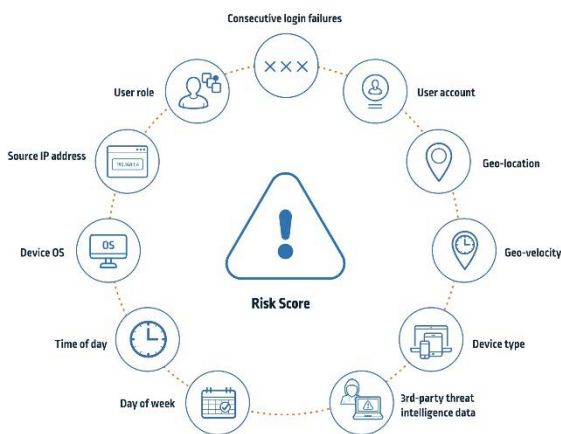 Consecutive login failures
User role
User account
Source IP address
Geo-location
Device OS
OS
Geo-velocity
Risk Score
Time of day
Device type
Day of week
3rd-party threat
intelligence data